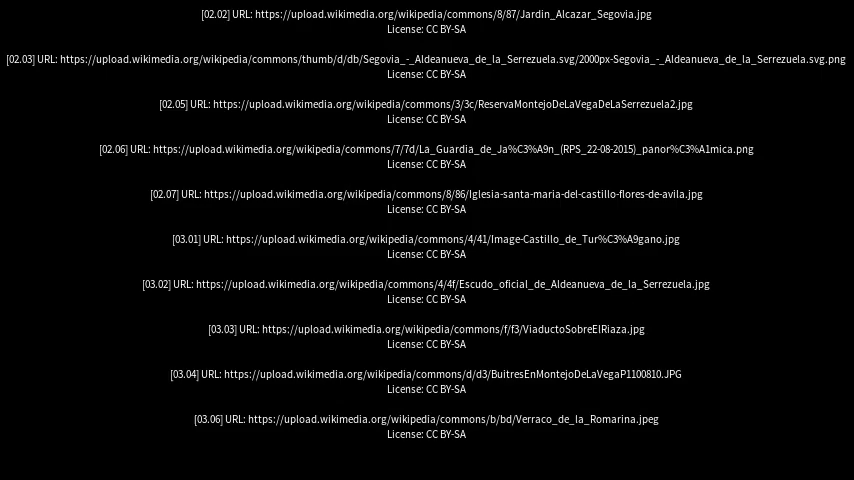 [02.02] URL: https://upload.wikimedia.org/wikipedia/commons/8/87/Jardin_Alcazar_Segovia.jpg
License: CC BY-SA
[02.03] URL: https://upload.wikimedia.org/wikipedia/commons/thumb/d/db/Segovia_-_Aldeanueva_de_la_Serrezuela.svg/2000px-Segovia_-_Aldeanueva_de_la_Serrezuela.svg.png
License: CC BY-SA
[02.05] URL: https://upload.wikimedia.org/wikipedia/commons/3/3c/ReservaMontejoDeLaVegaDeLaSerrezuela2.jpg
License: CC BY-SA
[02.06] URL: https://upload.wikimedia.org/wikipedia/commons/7/7d/La_Guardia_de_Ja%C3%A9n_(RPS_22-08-2015)_panor%C3%A1mica.png
License: CC BY-SA
[02.07] URL: https://upload.wikimedia.org/wikipedia/commons/8/86/Iglesia-santa-maria-del-castillo-flores-de-avila.jpg
License: CC BY-SA
[03.01] URL: https://upload.wikimedia.org/wikipedia/commons/4/41/Image-Castillo_de_Tur%C3%A9gano.jpg
License: CC BY-SA
[03.02] URL: https://upload.wikimedia.org/wikipedia/commons/4/4f/Escudo_oficial_de_Aldeanueva_de_la_Serrezuela.jpg
License: CC BY-SA
[03.03] URL: https://upload.wikimedia.org/wikipedia/commons/f/f3/ViaductoSobreElRiaza.jpg
License: CC BY-SA
[03.04] URL: https://upload.wikimedia.org/wikipedia/commons/d/d3/BuitresEnMontejoDeLaVegaP1100810.JPG
License: CC BY-SA
[03.06] URL: https://upload.wikimedia.org/wikipedia/commons/b/bd/Verraco_de_la_Romarina.jpeg
License: CC BY-SA